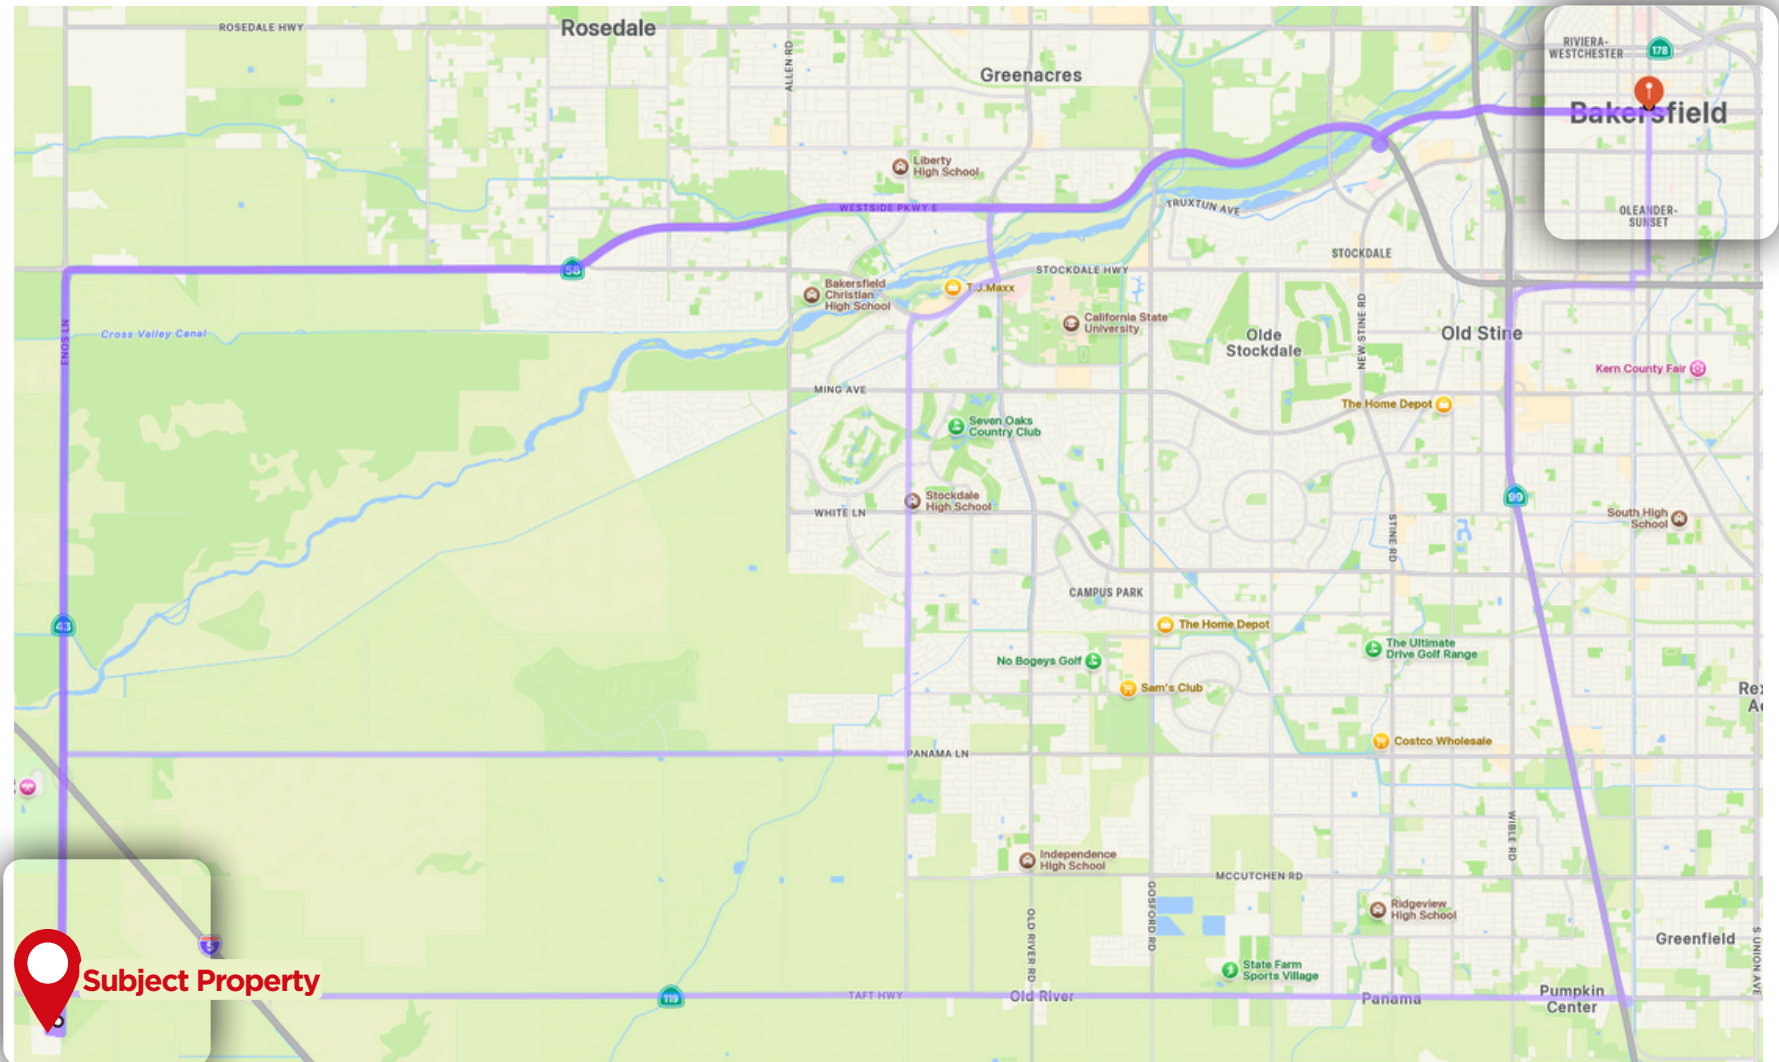 ROSEDALE HWY
Rosedale
ALLEN RD
Greenacres
RIVIERA-
WESTCHESTER
178
Bakersfield
Liberty
High School
WESTSIDE PKWY E
TRUXTUN AVE
OLEANDER-
SUNSET
STOCKDALE
58
STOCKDALE HWY
Bakersfield
Christian
High School
T.J.Maxx
California State
University
ENOS LN
Cross Valley Canal
Olde
Stockdale
NEW STINE RD
Old Stine
Kern County Fair
MING AVE
The Home Depot
Seven Oaks
Country Club
Stockdale
High School
99
WHITE LN
STINE RD
South High
School
CAMPUS PARK
43
The Home Depot
The Ultimate
Drive Golf Range
No Bogeys Golf
Sam's Club
Costco Wholesale
PANAMA LN
WIBLE RD
Independence
High School
MCCUTCHEN RD
GOSFORD RD
Ridgeview
High School
OLD RIVER RD
Greenfield
S UNION AVE
5
State Farm
Sports Village
Subject Property
119
TAFT HWY
Old River
Panama
Pumpkin
Center